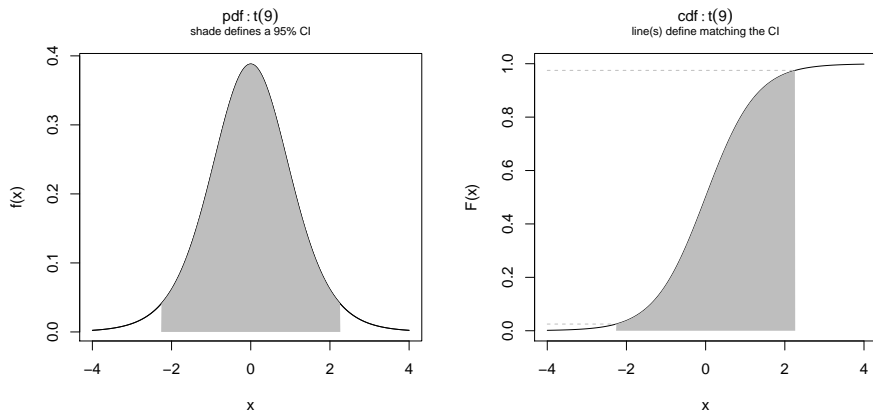 pdf : t(9)
shade defines a 95% CI
f(x)
0.0 0.1 0.2 0.3 0.4
−4 −2 0 2 4
x
cdf : t(9)
line(s) define matching the CI
F(x)
0.0 0.2 0.4 0.6 0.8 1.0
−4 −2 0 2 4
x